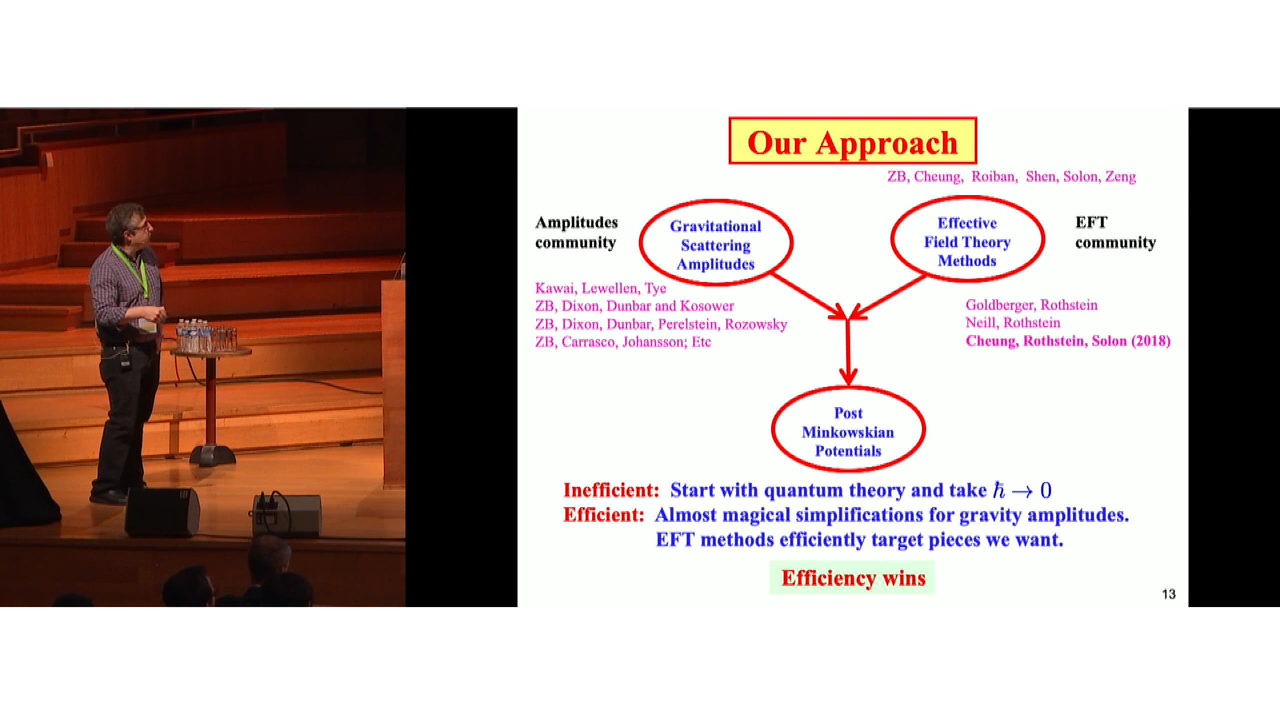 Our Approach
ZB, Cheung, Roiban, Shen, Solon, Zeng
Amplitudes
community
Gravitational
Scattering
Amplitudes
Effective
Field Theory
Methods
EFT
community
Kawai, Lewellen, Tye
ZB, Dixon, Dunbar and Kosower
ZB, Dixon, Dunbar, Perelstein, Rozowsky
ZB, Carrasco, Johansson; Etc
Goldberger, Rothstein
Neill, Rothstein
Cheung, Rothstein, Solon (2018)
Post
Minkowskian
Potentials
Inefficient: Start with quantum theory and take ℏ → 0
Efficient: Almost magical simplifications for gravity amplitudes.
EFT methods efficiently target pieces we want.
Efficiency wins
13